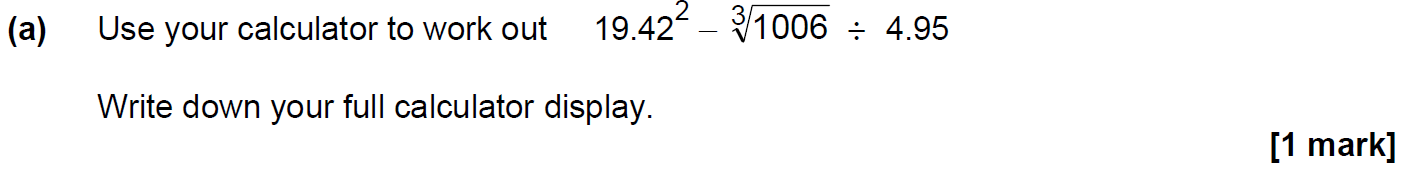 (a) Use your calculator to work out 19.42² – ∛1006 ÷ 4.95
Write down your full calculator display.
[1 mark]